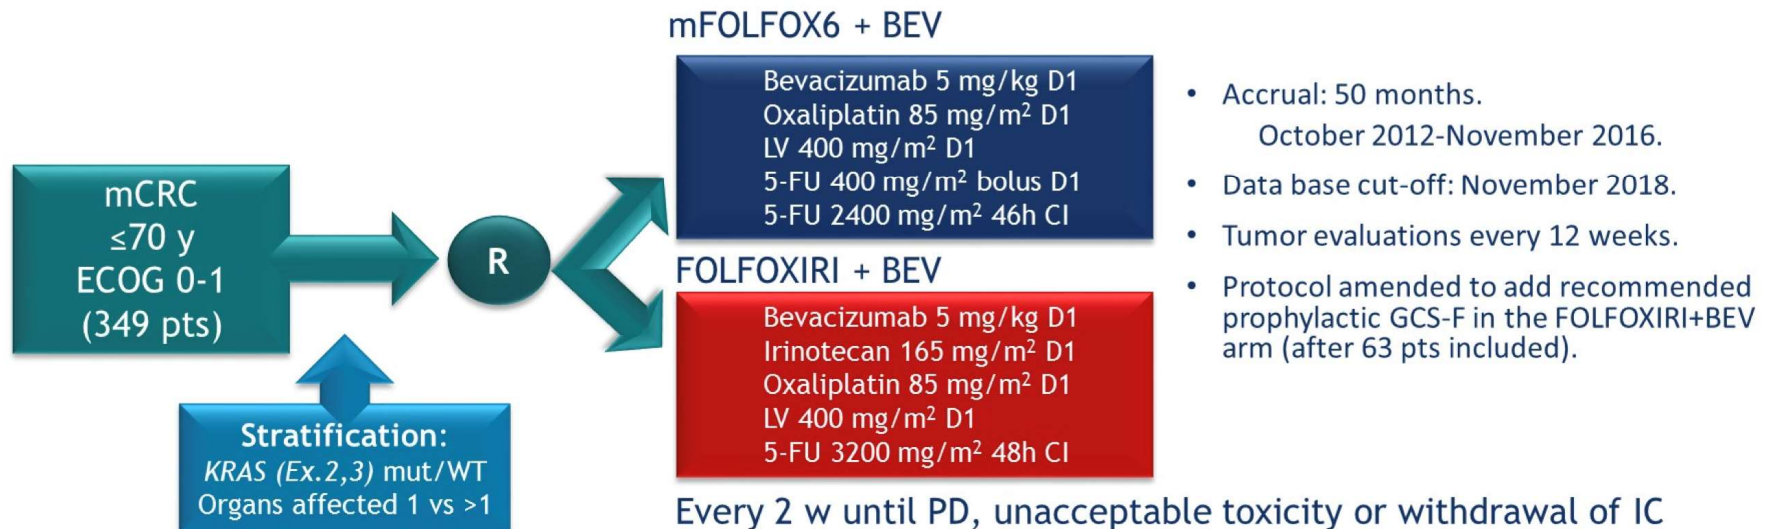 mCRC
≤70 y
ECOG 0-1
(349 pts)
Stratification:
KRAS (Ex.2,3) mut/WT
Organs affected 1 vs >1
R
mFOLFOX6 + BEV
Bevacizumab 5 mg/kg D1
Oxaliplatin 85 mg/m² D1
LV 400 mg/m² D1
5-FU 400 mg/m² bolus D1
5-FU 2400 mg/m² 46h CI
FOLFOXIRI + BEV
Bevacizumab 5 mg/kg D1
Irinotecan 165 mg/m² D1
Oxaliplatin 85 mg/m² D1
LV 400 mg/m² D1
5-FU 3200 mg/m² 48h CI
Every 2 w until PD, unacceptable toxicity or withdrawal of IC
• Accrual: 50 months.
October 2012-November 2016.
• Data base cut-off: November 2018.
• Tumor evaluations every 12 weeks.
• Protocol amended to add recommended
prophylactic GCS-F in the FOLFOXIRI+BEV
arm (after 63 pts included).